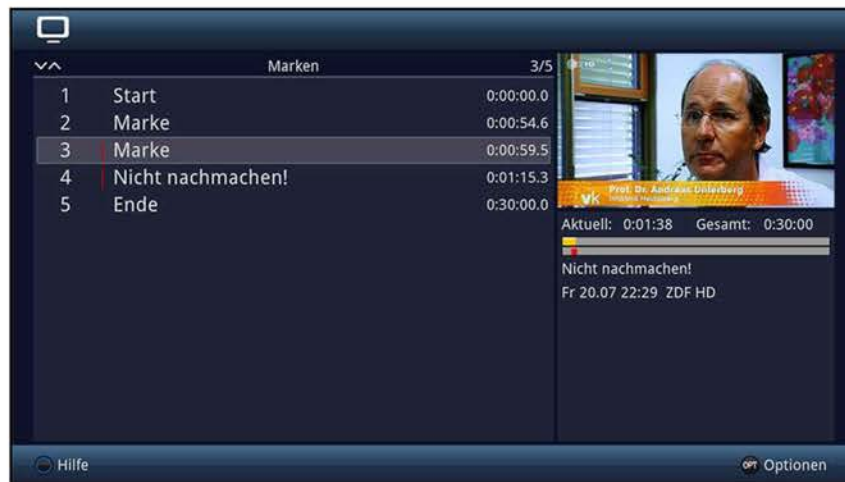 Marken 3/5
1 Start 0:00:00.0
2 Marke 0:00:54.6
3 Marke 0:00:59.5
4 Nicht nachmachen! 0:01:15.3
5 Ende 0:30:00.0
vk Prof. Dr. Andreas Unterberg
Aktuell: 0:01:38 Gesamt: 0:30:00
Nicht nachmachen!
Fr 20.07 22:29 ZDF HD
Hilfe
OPT Optionen